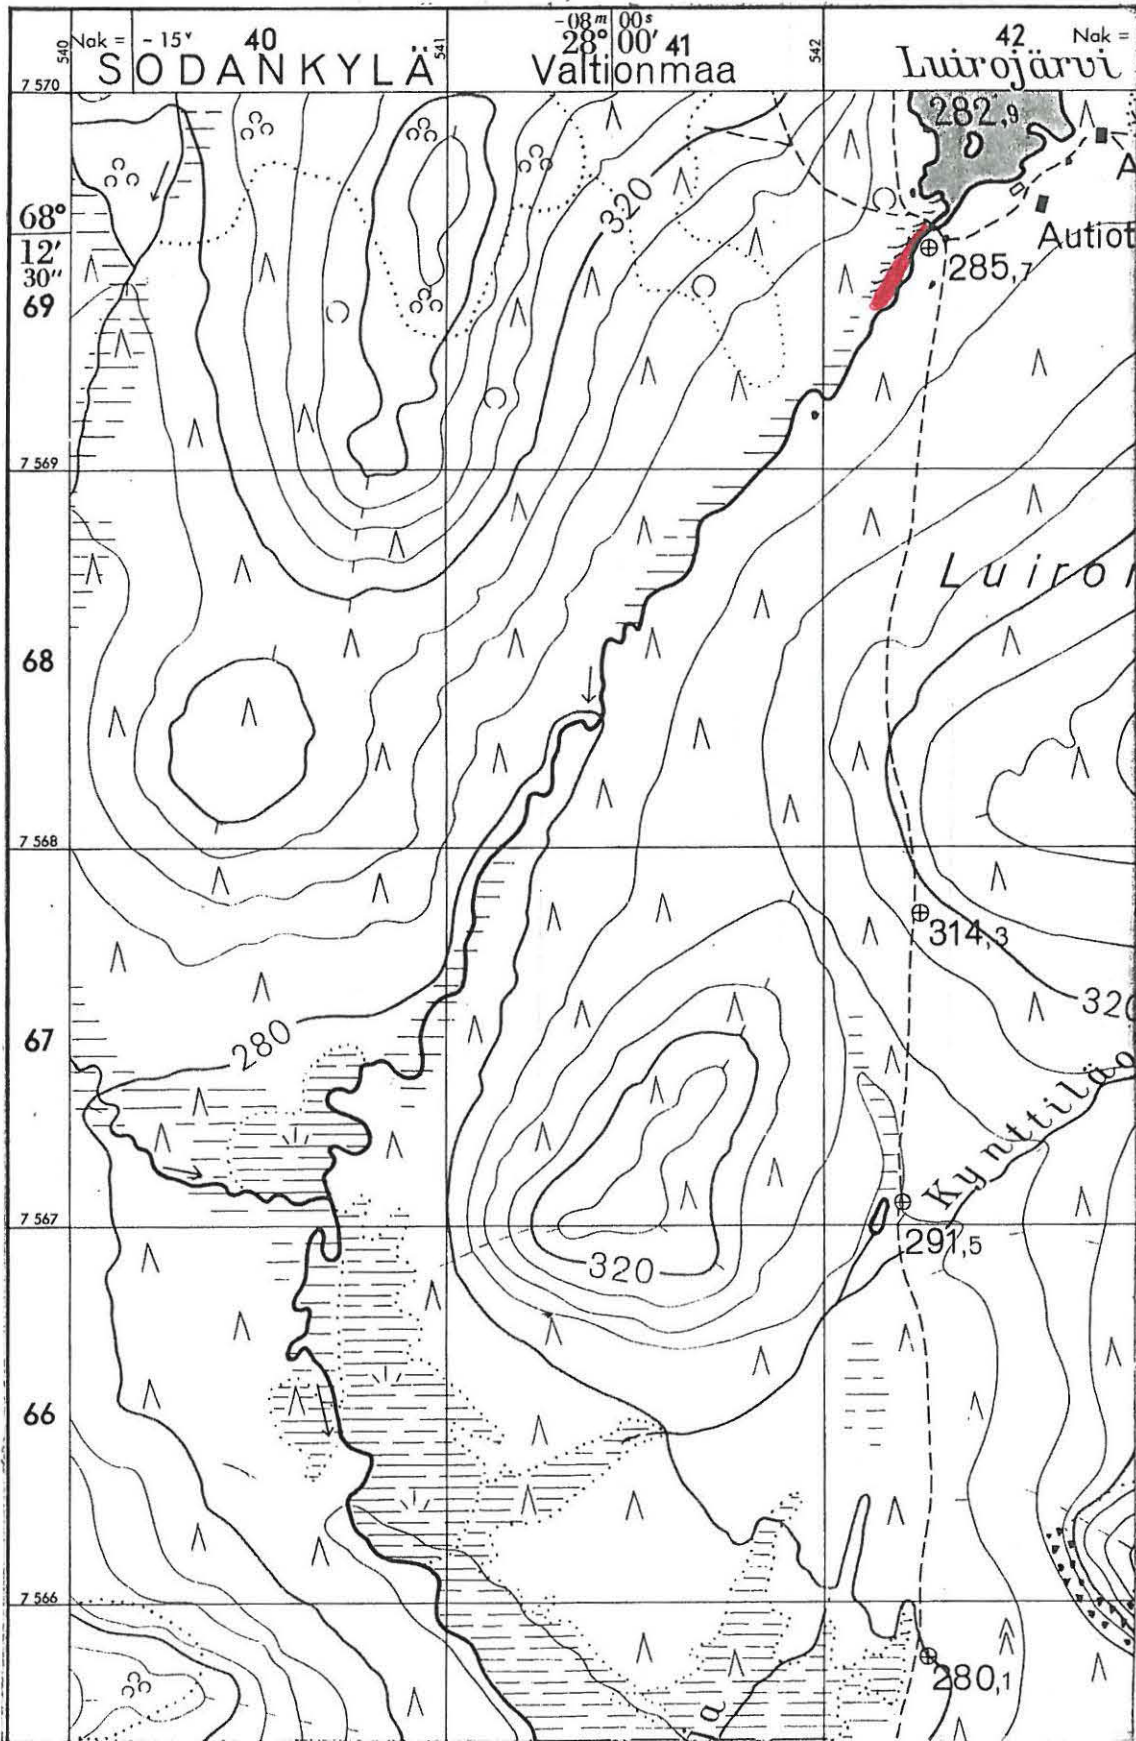 -08ᵐ 00ˢ
540 Nak = -15ᵛ 40 541 28° 00′ 41 542 42 Nak =
SODANKYLÄ Valtionmaa Luirojärvi
7 570
282,9
A
320
68°
12′
30″
Autiot
285,7
69
7 569
Luiroi
68
7 568
314,3
320
67
280
Kynttiläo
7 567
291,5
320
66
7 566
280,1
a